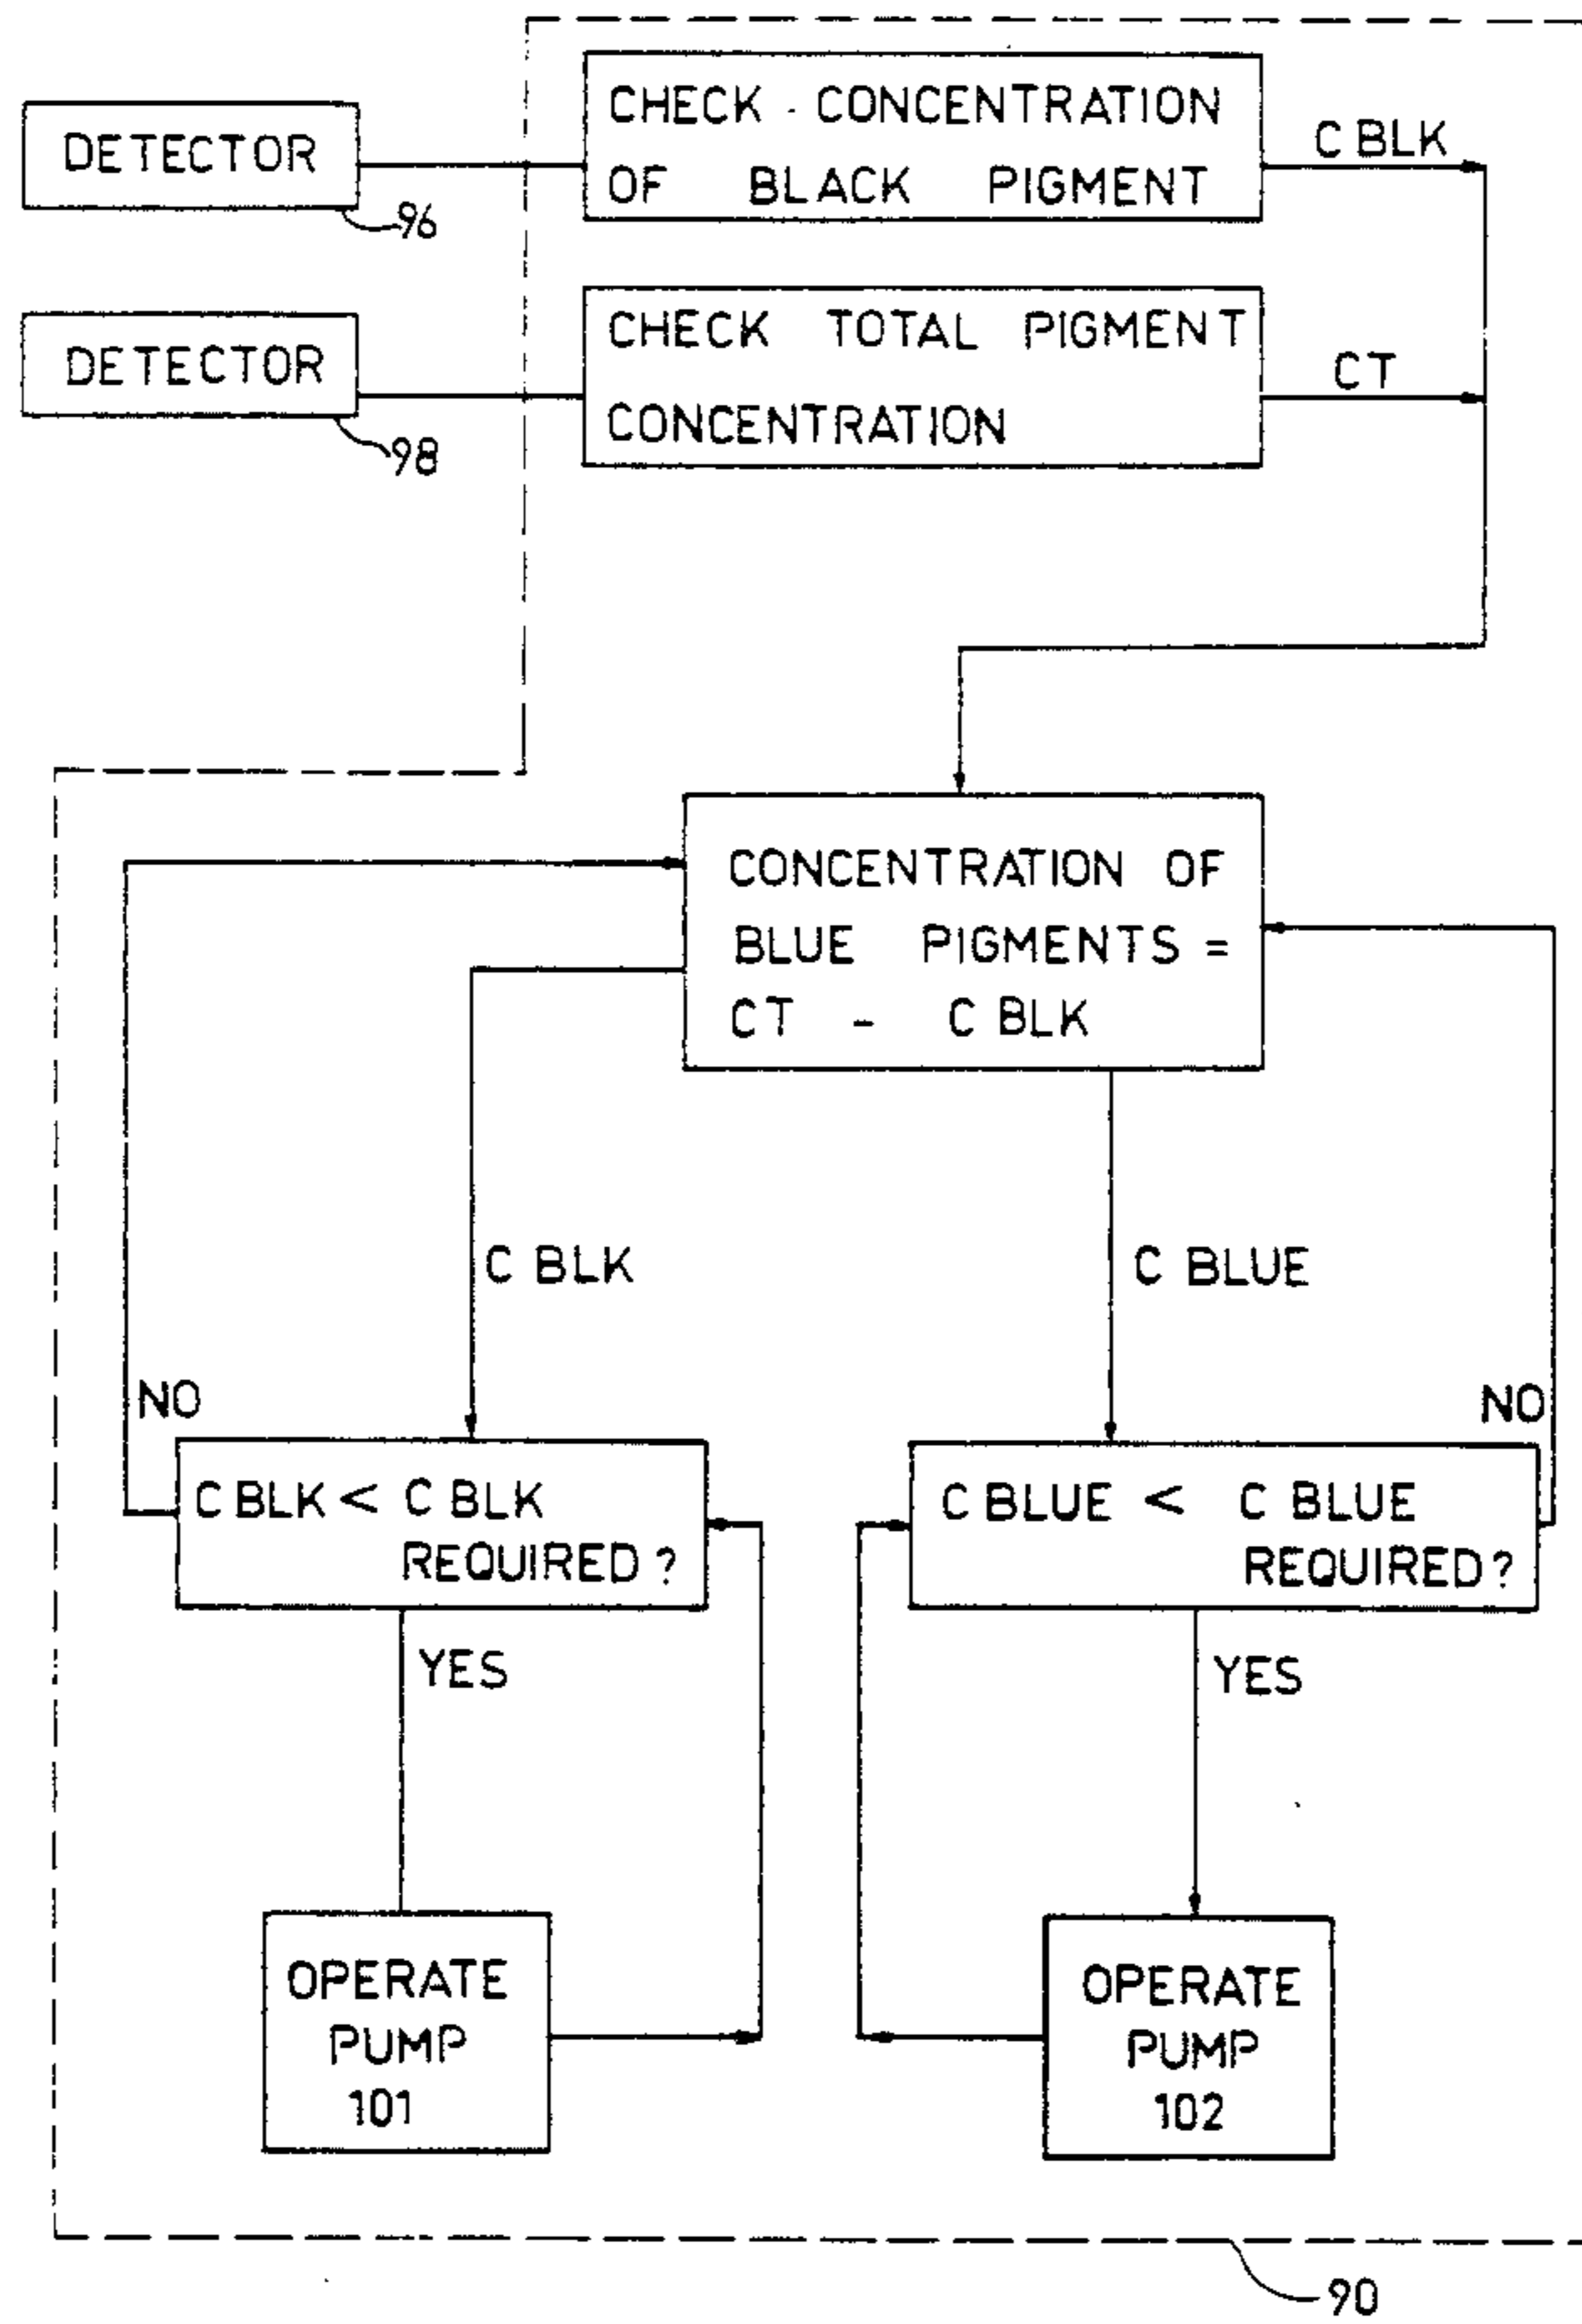 DETECTOR
96
CHECK CONCENTRATION
OF BLACK PIGMENT
C BLK
DETECTOR
98
CHECK TOTAL PIGMENT
CONCENTRATION
CT
CONCENTRATION OF
BLUE PIGMENTS =
CT - C BLK
C BLK
C BLUE
NO
NO
C BLK < C BLK
REQUIRED?
C BLUE < C BLUE
REQUIRED?
YES
YES
OPERATE
PUMP
101
OPERATE
PUMP
102
90